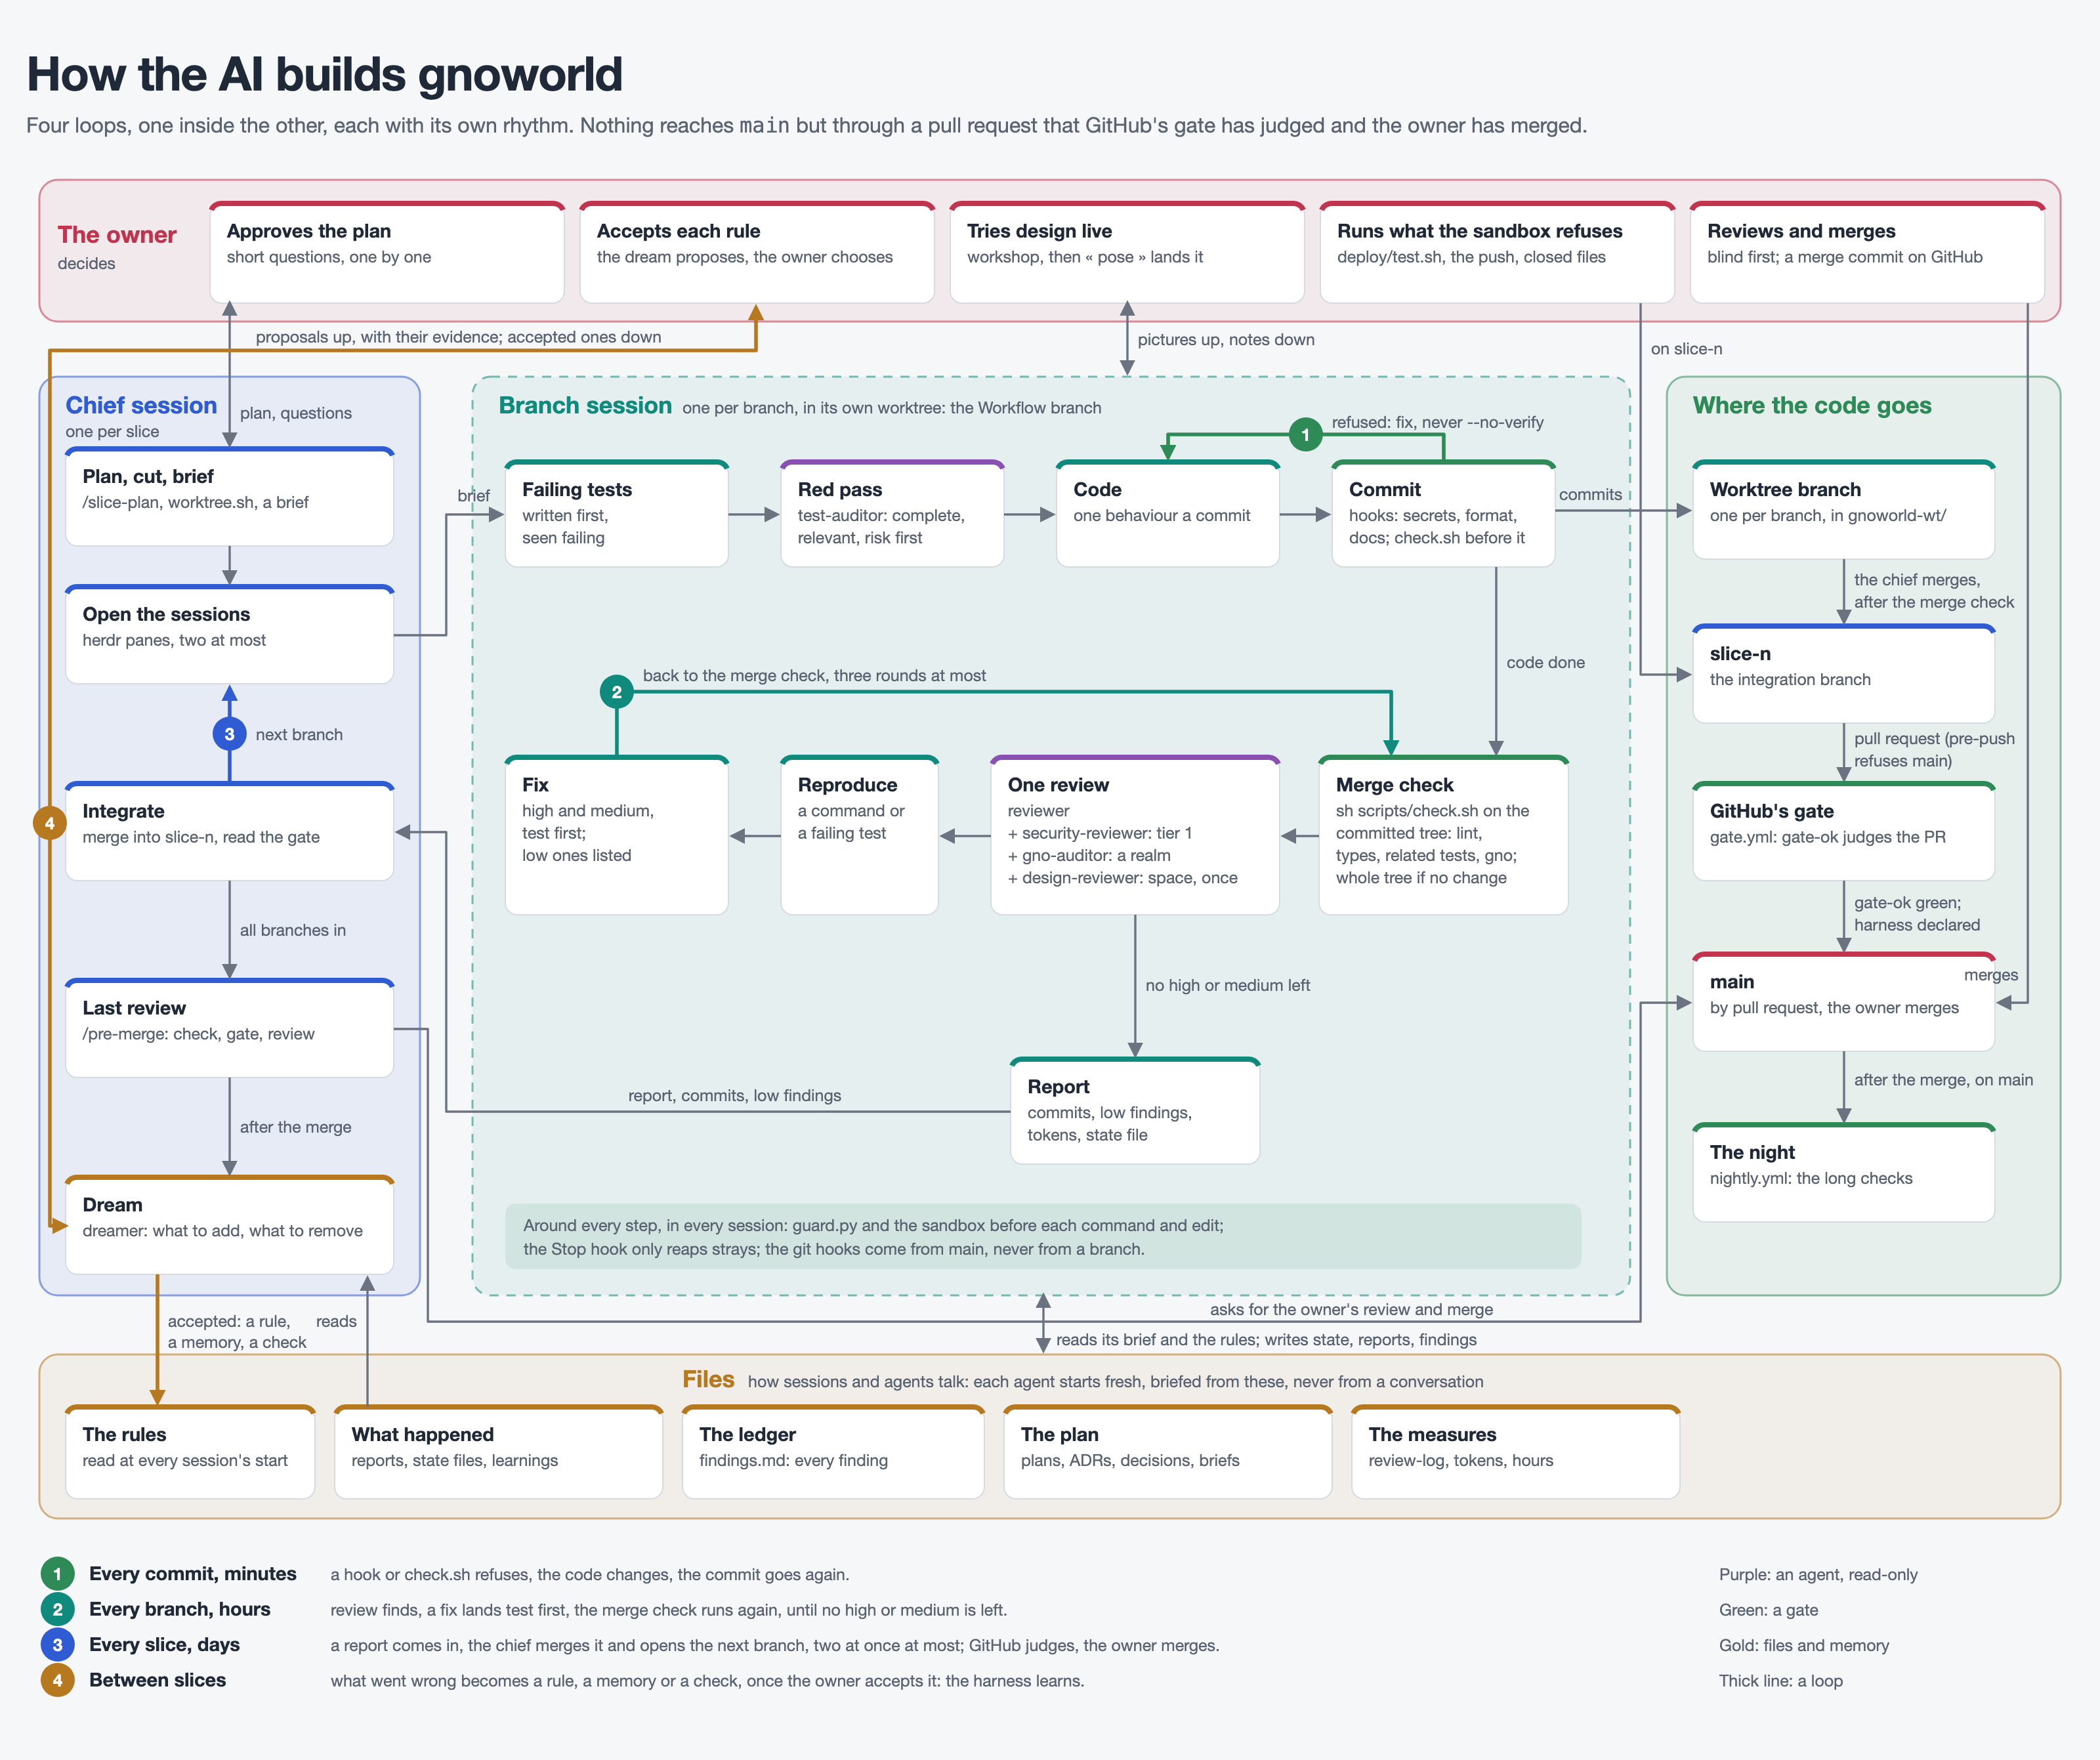 How the AI builds gnoworld
Four loops, one inside the other, each with its own rhythm. Nothing reaches main but through a pull request that GitHub's gate has judged and the owner has merged.
The owner
decides
Approves the plan
short questions, one by one
Accepts each rule
the dream proposes, the owner chooses
Tries design live
workshop, then « pose » lands it
Runs what the sandbox refuses
deploy/test.sh, the push, closed files
Reviews and merges
blind first; a merge commit on GitHub
proposals up, with their evidence; accepted ones down
pictures up, notes down
on slice-n
Chief session
one per slice
plan, questions
Plan, cut, brief
/slice-plan, worktree.sh, a brief
Open the sessions
herdr panes, two at most
3
next branch
Integrate
merge into slice-n, read the gate
4
all branches in
Last review
/pre-merge: check, gate, review
after the merge
Dream
dreamer: what to add, what to remove
Branch session
one per branch, in its own worktree: the Workflow branch
1
refused: fix, never --no-verify
brief
Failing tests
written first,
seen failing
Red pass
test-auditor: complete,
relevant, risk first
Code
one behaviour a commit
Commit
hooks: secrets, format,
docs; check.sh before it
commits
code done
2
back to the merge check, three rounds at most
Fix
high and medium,
test first;
low ones listed
Reproduce
a command or
a failing test
One review
reviewer
+ security-reviewer: tier 1
+ gno-auditor: a realm
+ design-reviewer: space, once
Merge check
sh scripts/check.sh on the
committed tree: lint,
types, related tests, gno;
whole tree if no change
no high or medium left
report, commits, low findings
Report
commits, low findings,
tokens, state file
Around every step, in every session: guard.py and the sandbox before each command and edit;
the Stop hook only reaps strays; the git hooks come from main, never from a branch.
Where the code goes
Worktree branch
one per branch, in gnoworld-wt/
the chief merges,
after the merge check
slice-n
the integration branch
pull request (pre-push
refuses main)
GitHub's gate
gate.yml: gate-ok judges the PR
gate-ok green;
harness declared
merges
main
by pull request, the owner merges
after the merge, on main
The night
nightly.yml: the long checks
accepted: a rule,
a memory, a check
reads
asks for the owner's review and merge
reads its brief and the rules; writes state, reports, findings
Files
how sessions and agents talk: each agent starts fresh, briefed from these, never from a conversation
The rules
read at every session's start
What happened
reports, state files, learnings
The ledger
findings.md: every finding
The plan
plans, ADRs, decisions, briefs
The measures
review-log, tokens, hours
1 Every commit, minutes a hook or check.sh refuses, the code changes, the commit goes again.
2 Every branch, hours review finds, a fix lands test first, the merge check runs again, until no high or medium is left.
3 Every slice, days a report comes in, the chief merges it and opens the next branch, two at once at most; GitHub judges, the owner merges.
4 Between slices what went wrong becomes a rule, a memory or a check, once the owner accepts it: the harness learns.
Purple: an agent, read-only
Green: a gate
Gold: files and memory
Thick line: a loop